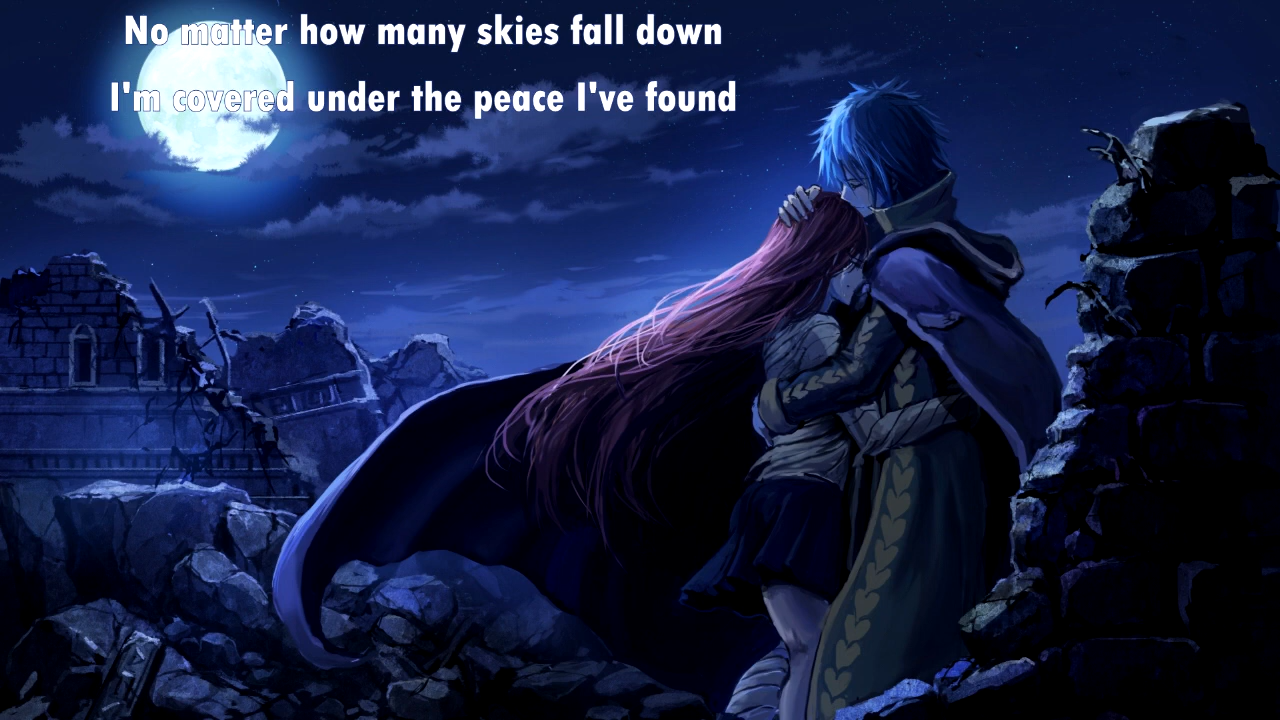 No matter how many skies fall down
I'm covered under the peace I've found